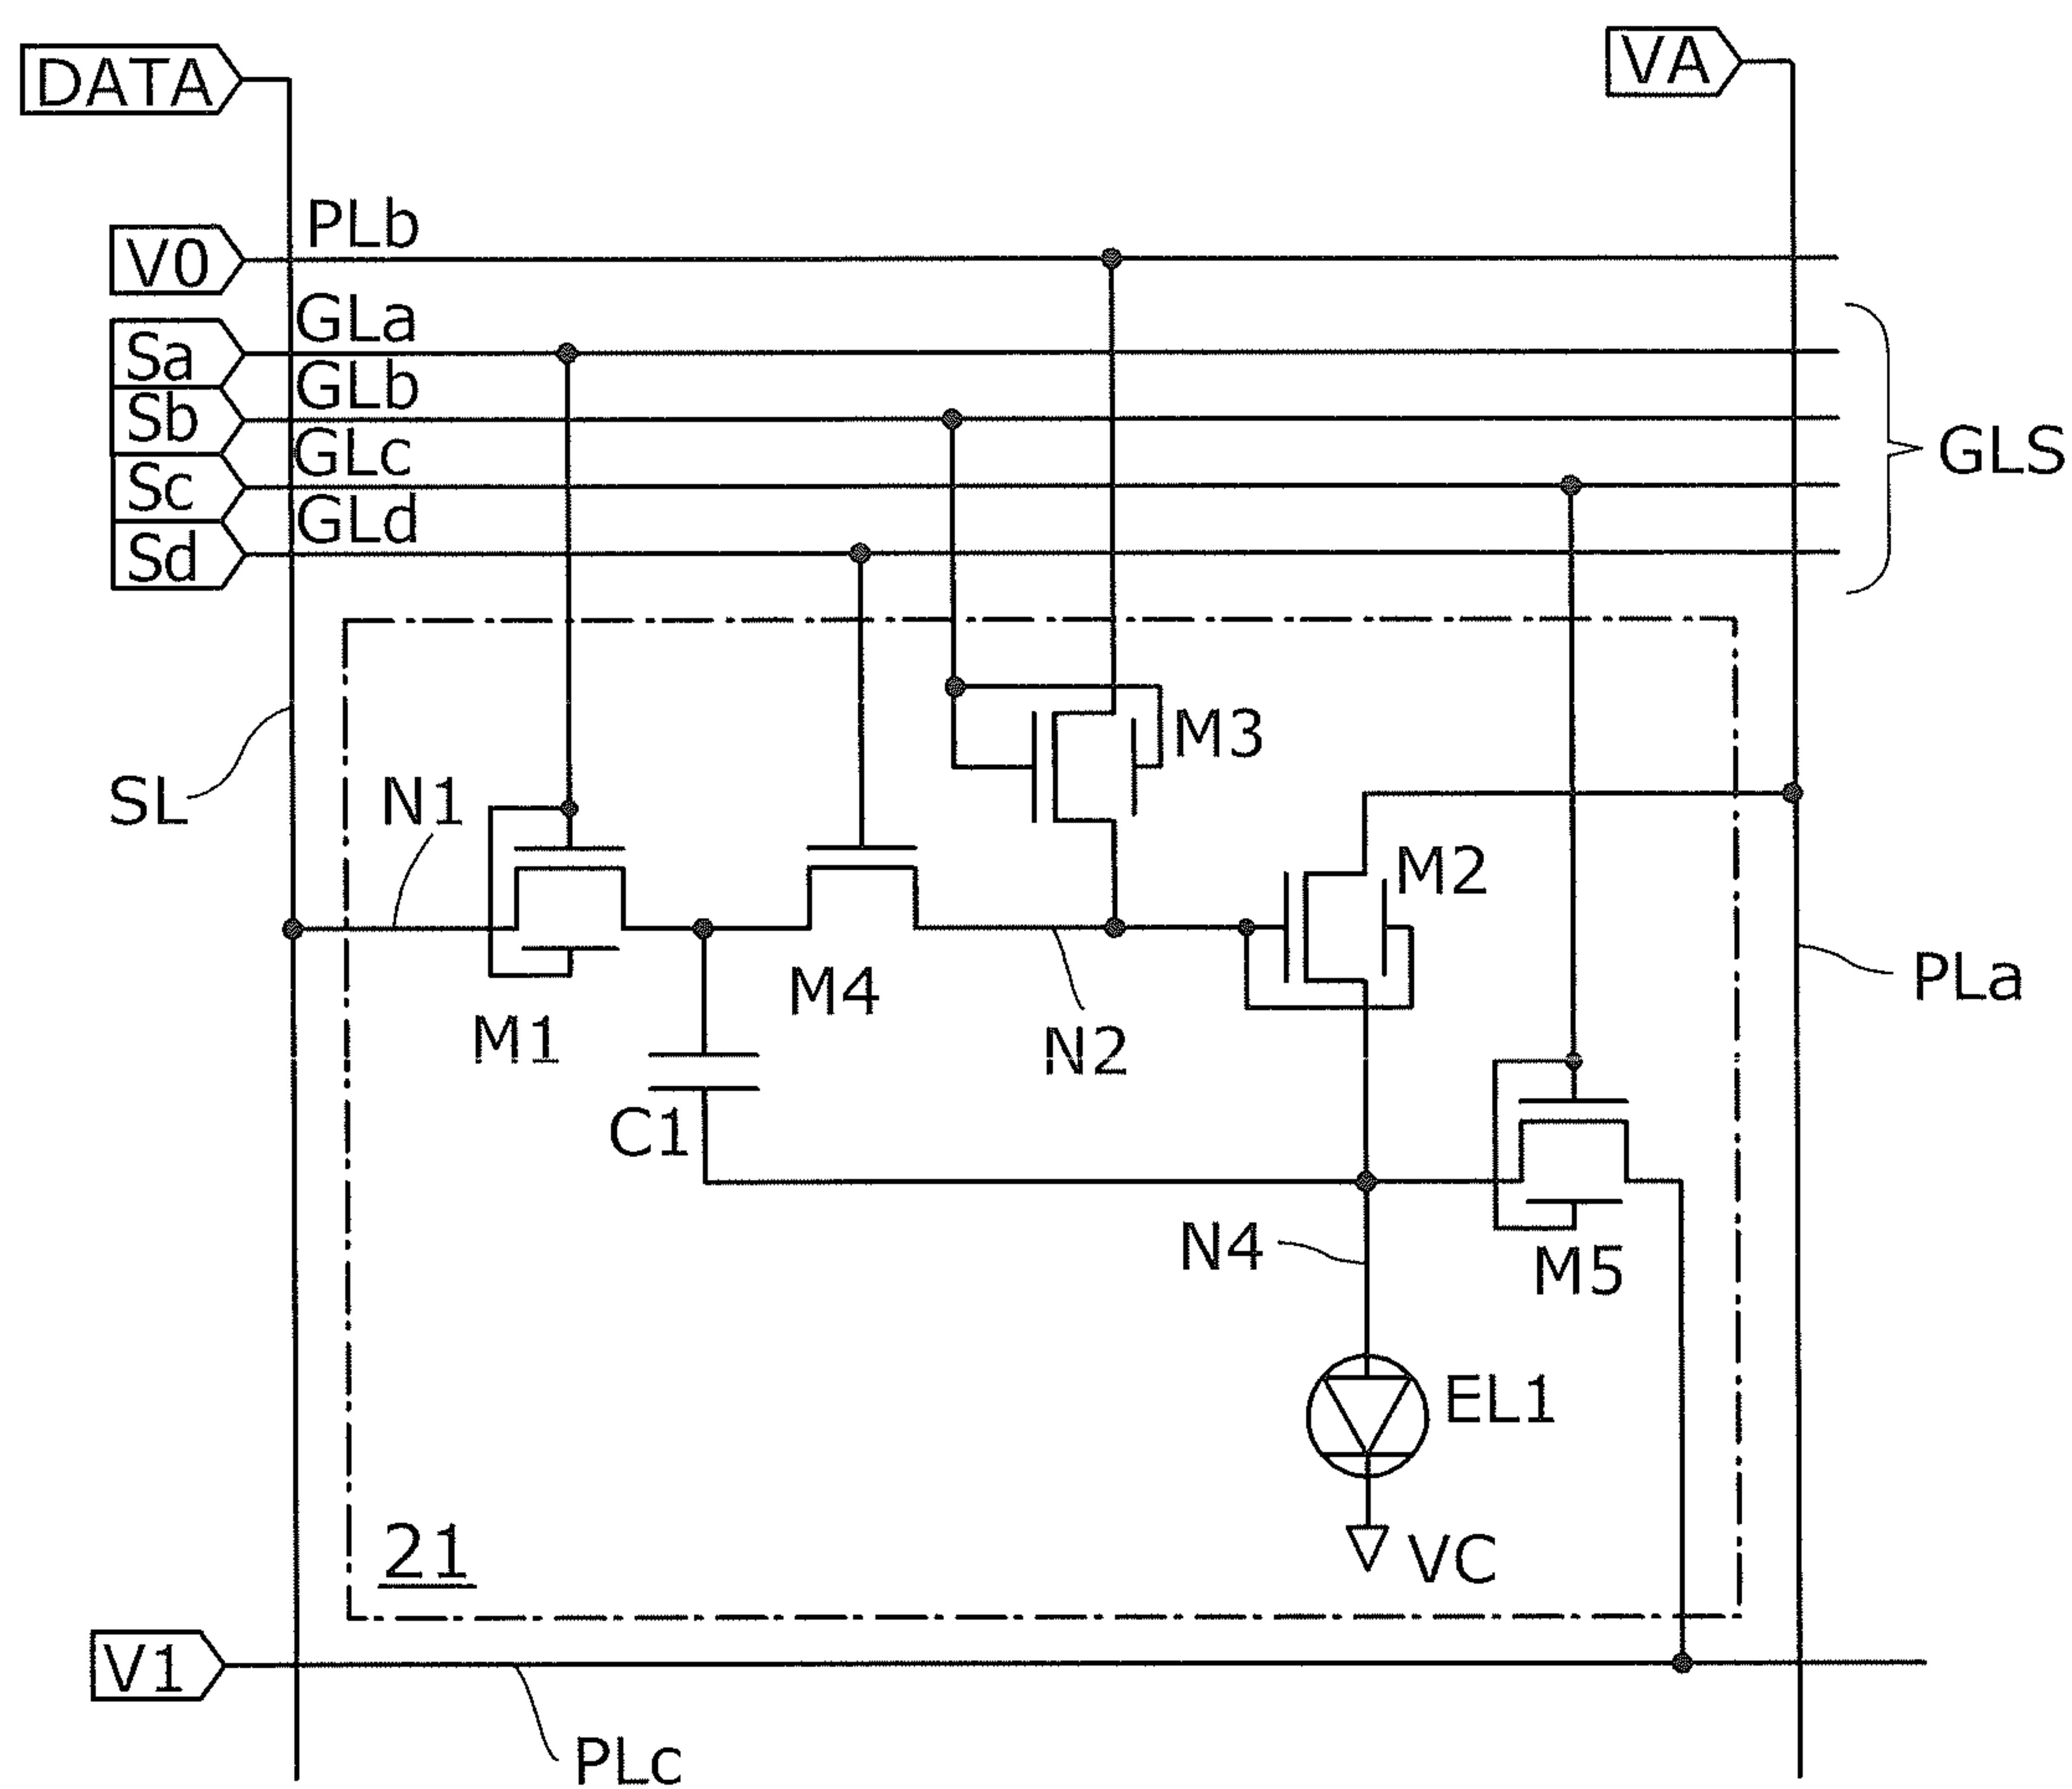 DATA
VA
PLb
V0
GLa
Sa
GLb
Sb
GLc
GLS
Sc
GLd
Sd
M3
SL
N1
M2
M4
PLa
M1
N2
C1
N4
M5
EL1
21
VC
V1
PLc